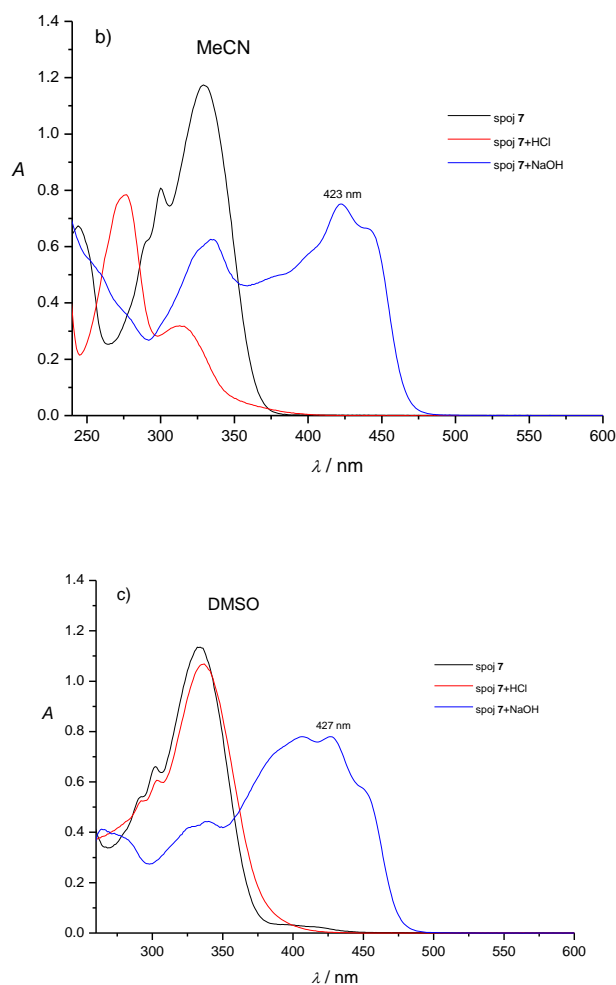 b)
MeCN
1.4
1.2
1.0
0.8
0.6
0.4
0.2
0.0
A
spoj 7
spoj 7+HCl
spoj 7+NaOH
423 nm
250 300 350 400 450 500 550 600
λ / nm
c)
DMSO
1.4
1.2
1.0
0.8
0.6
0.4
0.2
0.0
A
spoj 7
spoj 7+HCl
spoj 7+NaOH
427 nm
300 350 400 450 500 550 600
λ / nm